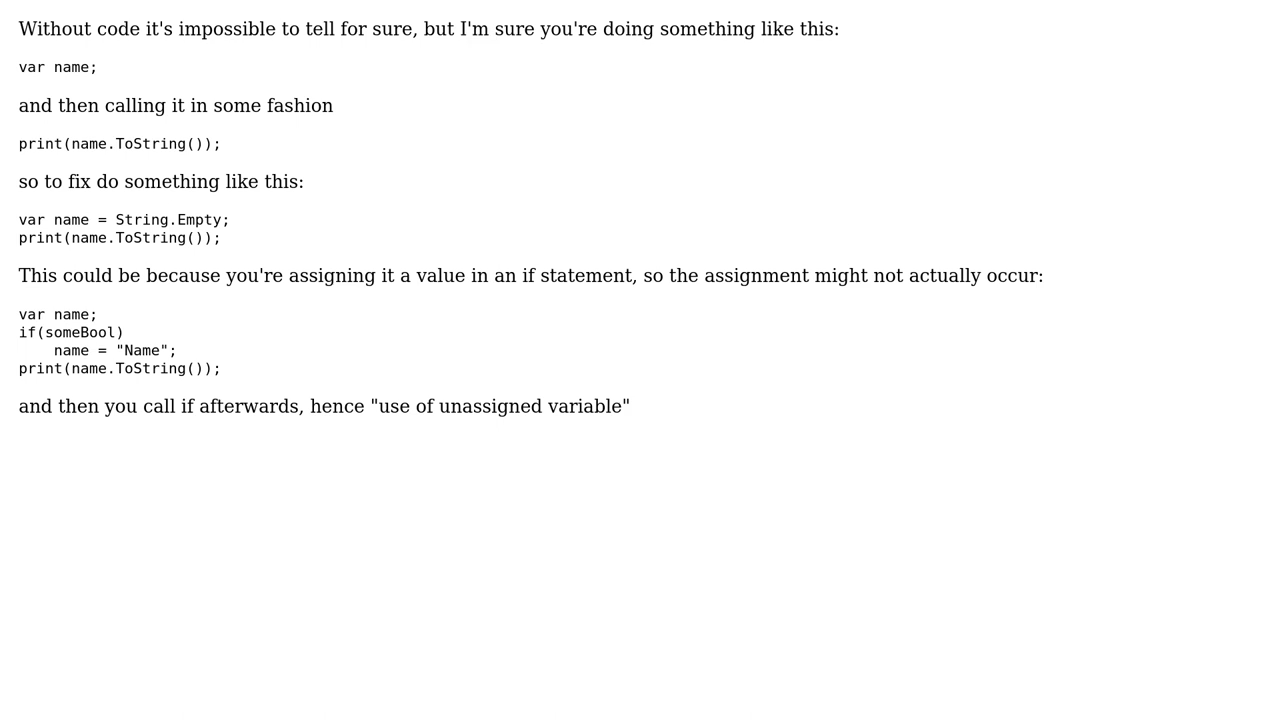 Without code it's impossible to tell for sure, but I'm sure you're doing something like this:
var name;
and then calling it in some fashion
print(name.ToString());
so to fix do something like this:
var name = String.Empty;
print(name.ToString());
This could be because you're assigning it a value in an if statement, so the assignment might not actually occur:
var name;
if(someBool)
    name = "Name";
print(name.ToString());
and then you call if afterwards, hence "use of unassigned variable"